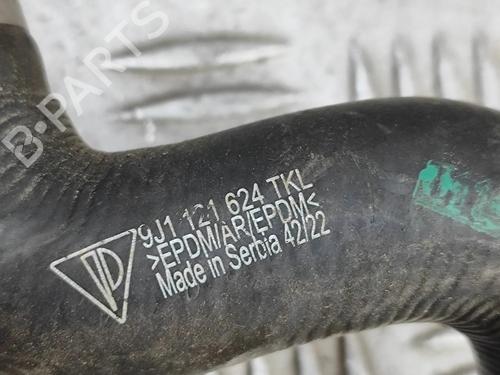 B-PARTS
9J1 121 624 TKL
>EPDM/AR/EPDM<
Made in Serbia 42/22